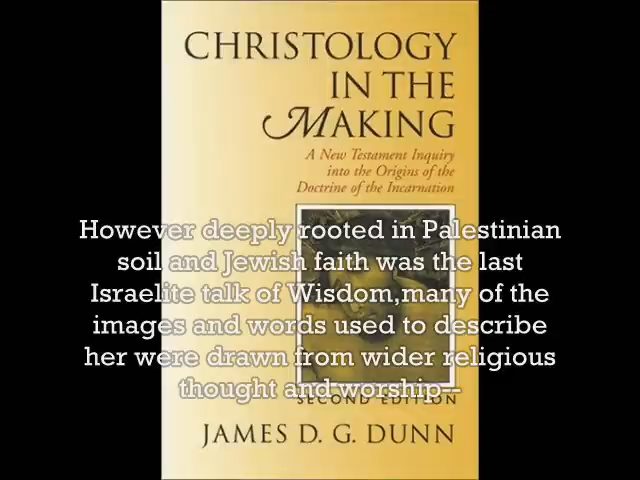 CHRISTOLOGY
IN THE
MAKING
A New Testament Inquiry
into the Origins of the
Doctrine of the Incarnation
However deeply rooted in Palestinian
soil and Jewish faith was the last
Israelite talk of Wisdom,many of the
images and words used to describe
her were drawn from wider religious
thought and worship--
SECOND EDITION
JAMES D. G. DUNN